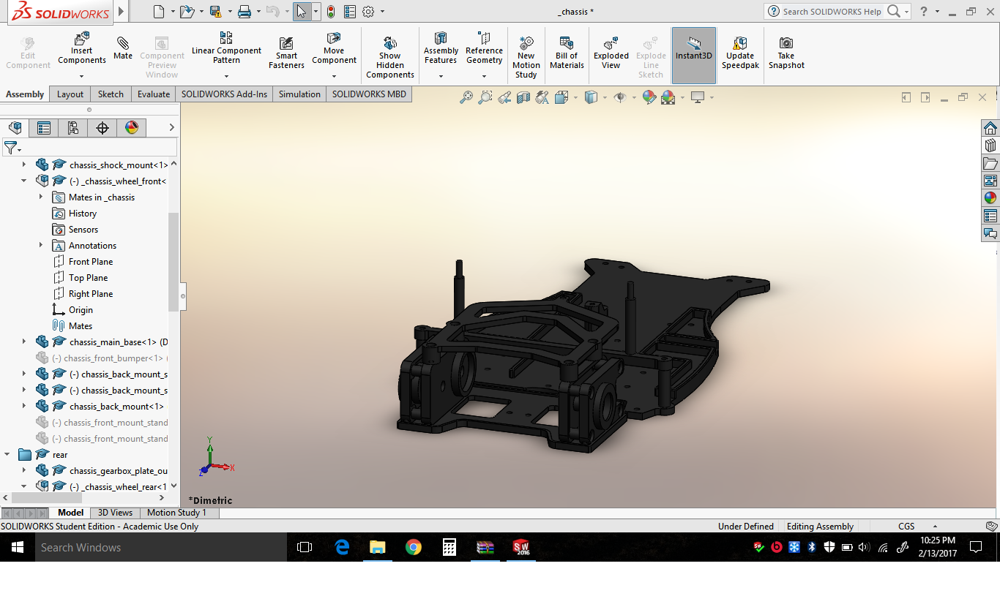 SOLIDWORKS
_chassis *
Search SOLIDWORKS Help
?
Edit Component
Insert Components
Mate
Component Preview Window
Linear Component Pattern
Smart Fasteners
Move Component
Show Hidden Components
Assembly Features
Reference Geometry
New Motion Study
Bill of Materials
Exploded View
Explode Line Sketch
Instant3D
Update Speedpak
Take Snapshot
Assembly
Layout
Sketch
Evaluate
SOLIDWORKS Add-Ins
Simulation
SOLIDWORKS MBD
chassis_shock_mount<1>
(-) _chassis_wheel_front<
Mates in _chassis
History
Sensors
Annotations
Front Plane
Top Plane
Right Plane
Origin
Mates
chassis_main_base<1> (D
(-) chassis_front_bumper<1> (
(-) chassis_back_mount_s
(-) chassis_back_mount_s
chassis_back_mount<1>
(-) chassis_front_mount_stand
(-) chassis_front_mount_stand
rear
chassis_gearbox_plate_ou
(-) _chassis_wheel_rear<1
Y
X
Z
*Dimetric
Model
3D Views
Motion Study 1
SOLIDWORKS Student Edition - Academic Use Only
Under Defined
Editing Assembly
CGS
Search Windows
SW
2016
10:25 PM
2/13/2017